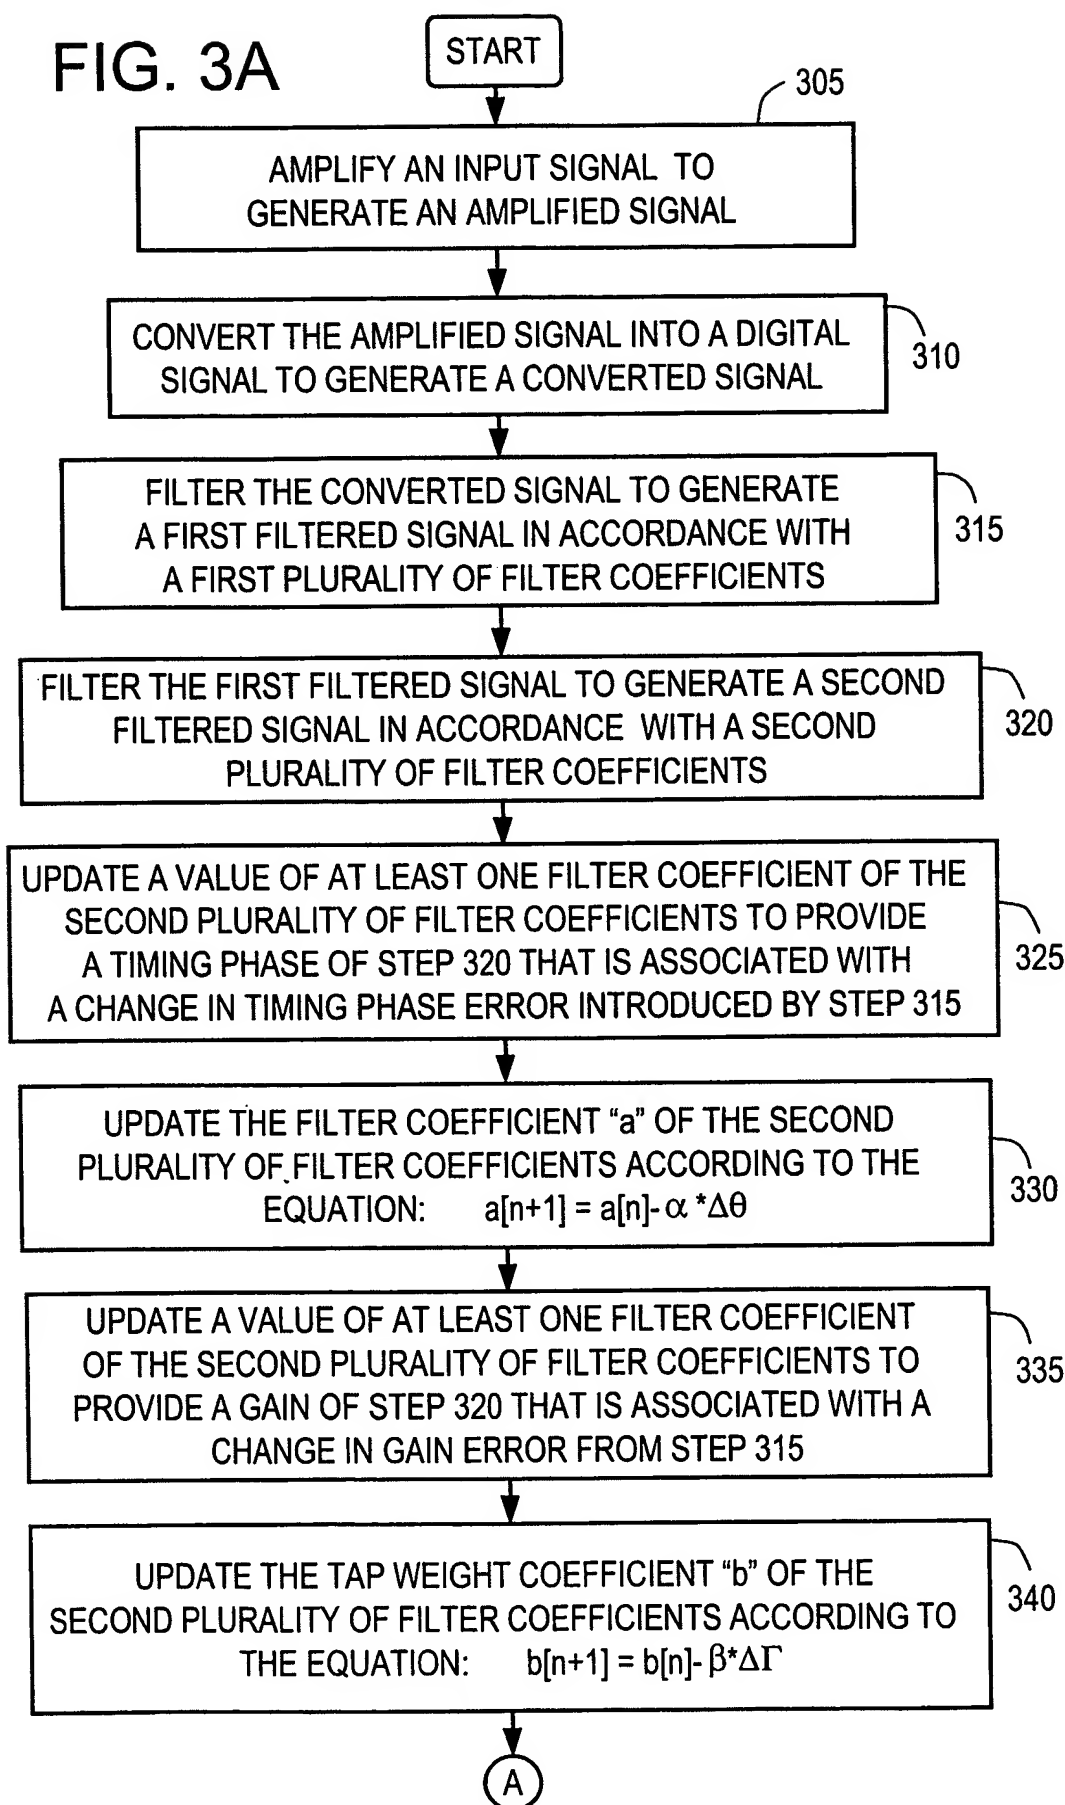 FIG. 3A
START
305
AMPLIFY AN INPUT SIGNAL TO
GENERATE AN AMPLIFIED SIGNAL
CONVERT THE AMPLIFIED SIGNAL INTO A DIGITAL
SIGNAL TO GENERATE A CONVERTED SIGNAL
310
FILTER THE CONVERTED SIGNAL TO GENERATE
A FIRST FILTERED SIGNAL IN ACCORDANCE WITH
A FIRST PLURALITY OF FILTER COEFFICIENTS
315
FILTER THE FIRST FILTERED SIGNAL TO GENERATE A SECOND
FILTERED SIGNAL IN ACCORDANCE WITH A SECOND
PLURALITY OF FILTER COEFFICIENTS
320
UPDATE A VALUE OF AT LEAST ONE FILTER COEFFICIENT OF THE
SECOND PLURALITY OF FILTER COEFFICIENTS TO PROVIDE
A TIMING PHASE OF STEP 320 THAT IS ASSOCIATED WITH
A CHANGE IN TIMING PHASE ERROR INTRODUCED BY STEP 315
325
UPDATE THE FILTER COEFFICIENT “a” OF THE SECOND
PLURALITY OF FILTER COEFFICIENTS ACCORDING TO THE
EQUATION: a[n+1] = a[n]- α *Δθ
330
UPDATE A VALUE OF AT LEAST ONE FILTER COEFFICIENT
OF THE SECOND PLURALITY OF FILTER COEFFICIENTS TO
PROVIDE A GAIN OF STEP 320 THAT IS ASSOCIATED WITH A
CHANGE IN GAIN ERROR FROM STEP 315
335
UPDATE THE TAP WEIGHT COEFFICIENT “b” OF THE
SECOND PLURALITY OF FILTER COEFFICIENTS ACCORDING TO
THE EQUATION: b[n+1] = b[n]- β*ΔΓ
340
A